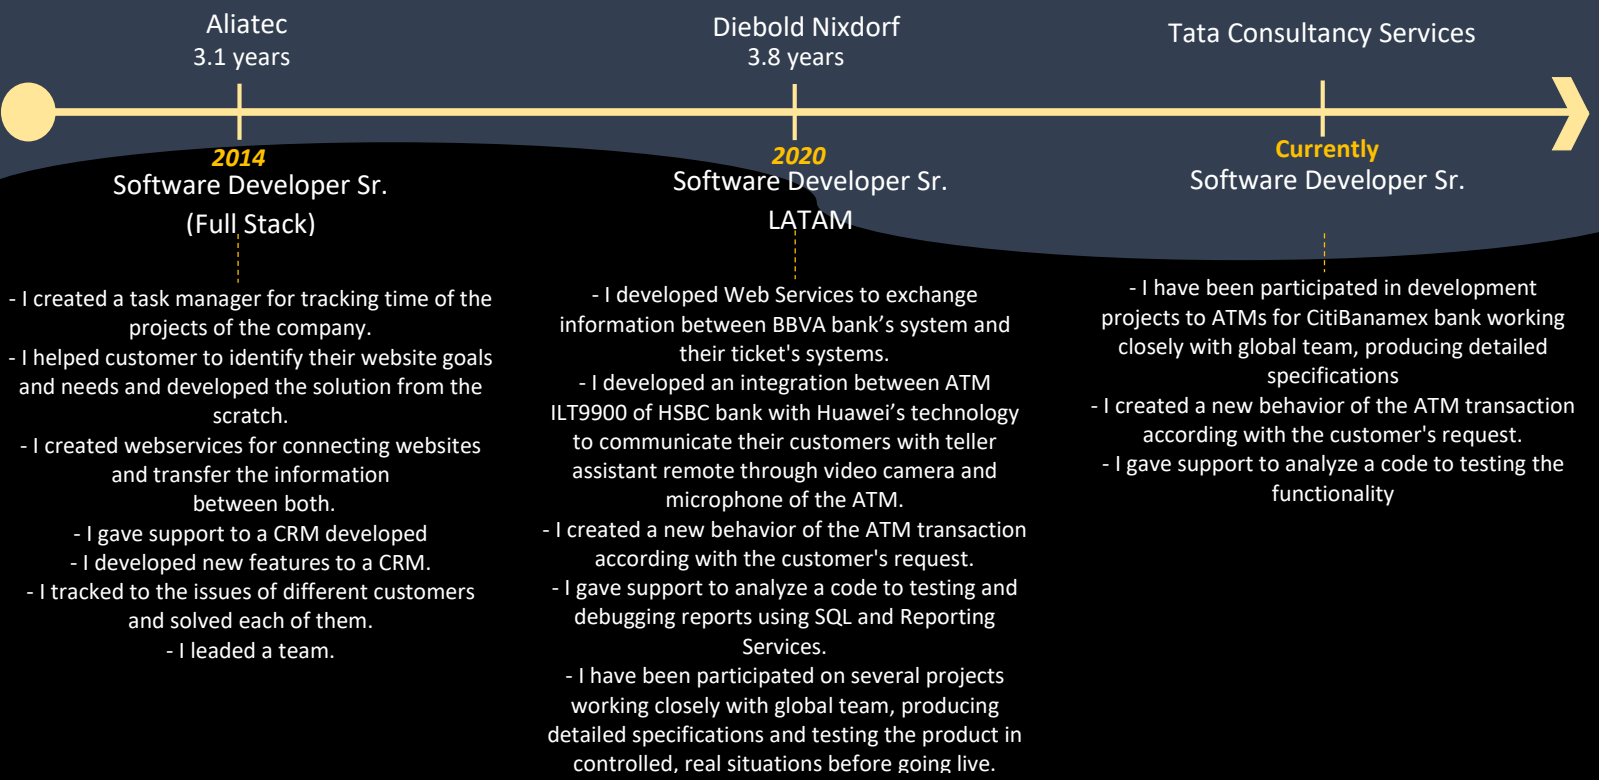 Aliatec
3.1 years
2014
Software Developer Sr.
(Full Stack)
- I created a task manager for tracking time of the
projects of the company.
- I helped customer to identify their website goals
and needs and developed the solution from the
scratch.
- I created webservices for connecting websites
and transfer the information
between both.
- I gave support to a CRM developed
- I developed new features to a CRM.
- I tracked to the issues of different customers
and solved each of them.
- I leaded a team.
Diebold Nixdorf
3.8 years
2020
Software Developer Sr.
LATAM
- I developed Web Services to exchange
information between BBVA bank’s system and
their ticket's systems.
- I developed an integration between ATM
ILT9900 of HSBC bank with Huawei’s technology
to communicate their customers with teller
assistant remote through video camera and
microphone of the ATM.
- I created a new behavior of the ATM transaction
according with the customer's request.
- I gave support to analyze a code to testing and
debugging reports using SQL and Reporting
Services.
- I have been participated on several projects
working closely with global team, producing
detailed specifications and testing the product in
controlled, real situations before going live.
Tata Consultancy Services
Currently
Software Developer Sr.
- I have been participated in development
projects to ATMs for CitiBanamex bank working
closely with global team, producing detailed
specifications
- I created a new behavior of the ATM transaction
according with the customer's request.
- I gave support to analyze a code to testing the
functionality